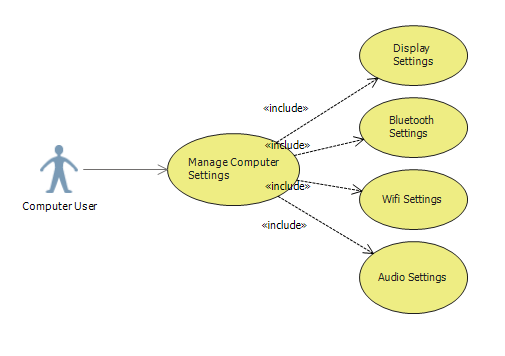 Display
Settings
«include»
Bluetooth
Settings
«include»
Manage Computer
Settings
«include»
Wifi Settings
Computer User
«include»
Audio Settings